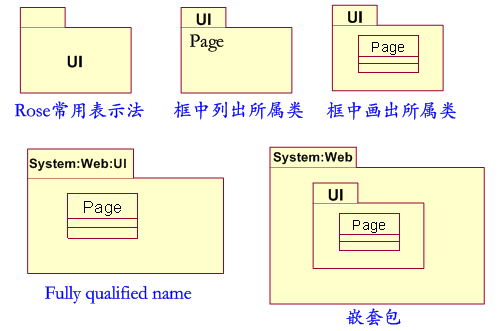 UI
Rose常用表示法
UI
Page
框中列出所属类
UI
Page
框中画出所属类
System:Web:UI
Page
Fully qualified name
System:Web
UI
Page
嵌套包